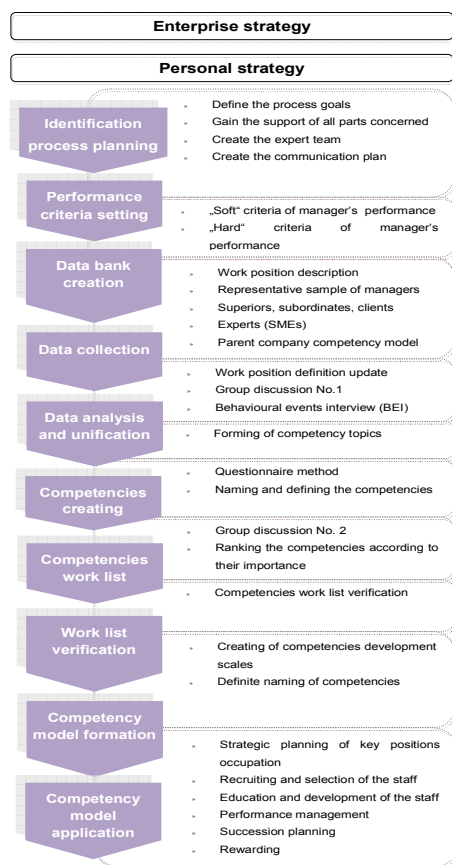 Enterprise strategy
Personal strategy
Identification
process planning
» Define the process goals
» Gain the support of all parts concerned
» Create the expert team
» Create the communication plan
Performance
criteria setting
» „Soft“ criteria of manager's performance
» „Hard“ criteria of manager's
performance
Data bank
creation
» Work position description
» Representative sample of managers
» Superiors, subordinates, clients
» Experts (SMEs)
» Parent company competency model
Data collection
» Work position definition update
» Group discussion No.1
» Behavioural events interview (BEI)
Data analysis
and unification
» Forming of competency topics
Competencies
creating
» Questionnaire method
» Naming and defining the competencies
Competencies
work list
» Group discussion No. 2
» Ranking the competencies according to
their importance
» Competencies work list verification
Work list
verification
» Creating of competencies development
scales
» Definite naming of competencies
Competency
model formation
» Strategic planning of key positions
occupation
» Recruiting and selection of the staff
» Education and development of the staff
» Performance management
» Succession planning
» Rewarding
Competency
model
application